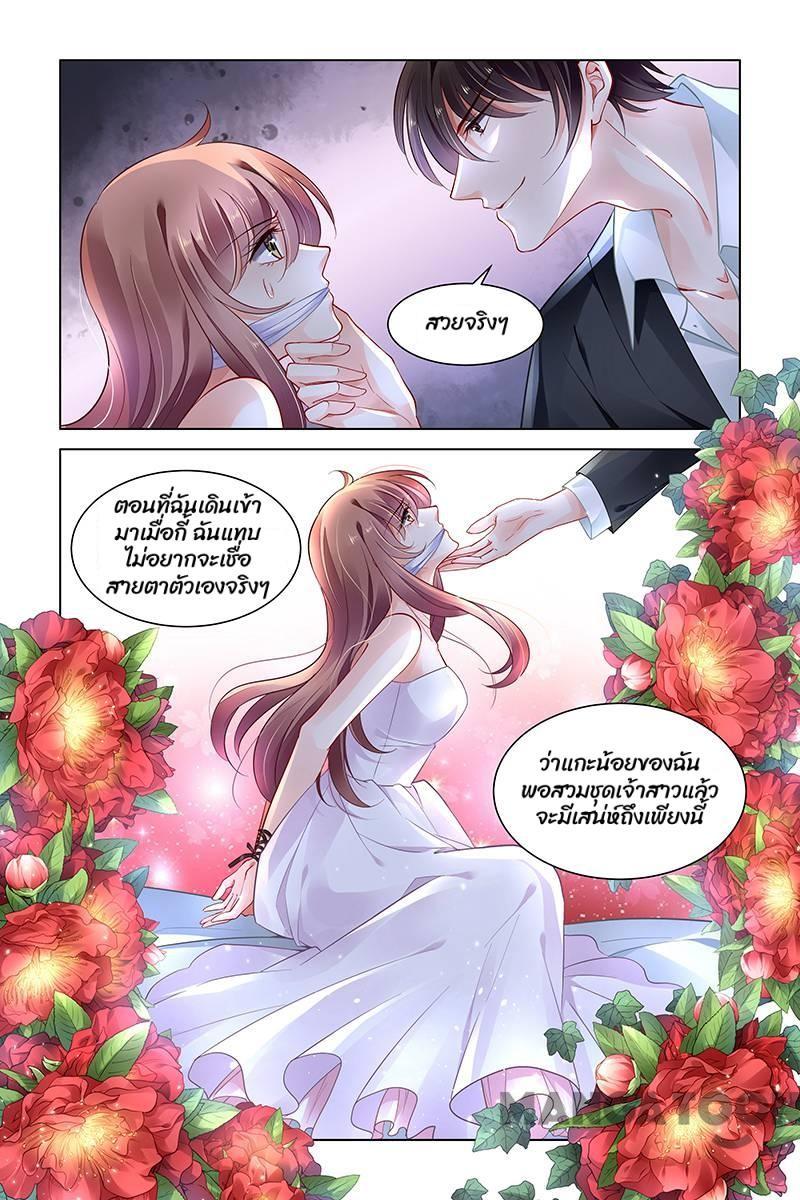 สวยจริงๆ
ตอนที่ฉันเดินเข้า
มาเมื่อกี้ ฉันแทบ
ไม่อยากจะเชื่อ
สายตาตัวเองจริงๆ
ว่าแกะน้อยของฉัน
พอสวมชุดเจ้าสาวแล้ว
จะมีเสน่ห์ถึงเพียงนี้